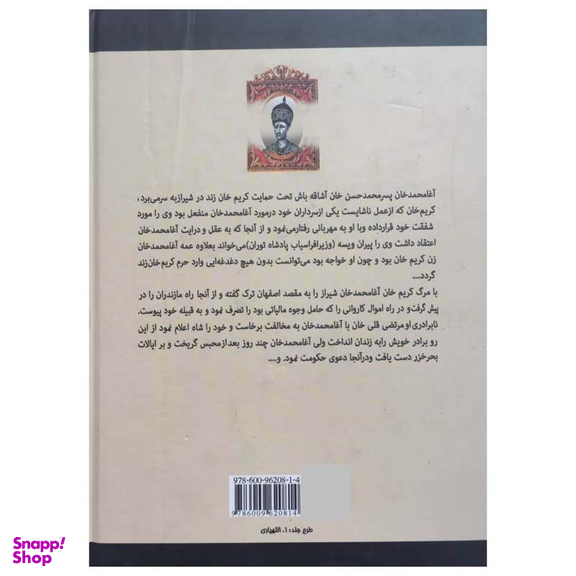 آغامحمدخان پسرمحمدحسن خان آشاقه باش تحت حمایت کریم خان زند در شیرازبه سرمی‌برد،
کریم‌خان که ازعمل ناشایست یکی ازسرداران خود درمورد آغامحمدخان منفعل بود وی را مورد
شفقت خود قرارداده وبا او به مهربانی رفتارمی‌نمود و از آنجا که به عقل و درایت آغامحمدخان
اعتقاد داشت وی را پیران ویسه (وزیرافراسیاب پادشاه توران)می‌خواند بعلاوه عمه آغامحمدخان
زن کریم خان بود و چون او خواجه بود می‌توانست بدون هیچ دغدغه‌ایی وارد حرم کریم‌خان‌زند
گردد....
با مرگ کریم خان آغامحمدخان شیراز را به مقصد اصفهان ترک گفته و از آنجا راه مازندران را در
پیش گرفت‌و در راه اموال کاروانی را که حامل وجوه مالیاتی بود را تصرف نمود و به قبیله خود پیوست.
نابرادری او مرتضی قلی خان با آغامحمدخان به مخالفت برخاست و خود را شاه اعلام نمود از این
رو برادر خویش رابه زندان انداخت ولی آغامحمدخان چند روز بعد از محبس گریخت و بر ایالات
بحرخزر دست یافت ودرآنجا دعوی حکومت نمود. و....
978-600-96208-1-4
9786009620814
طرح جلد: ا. اللهیاری
Snapp!
Shop